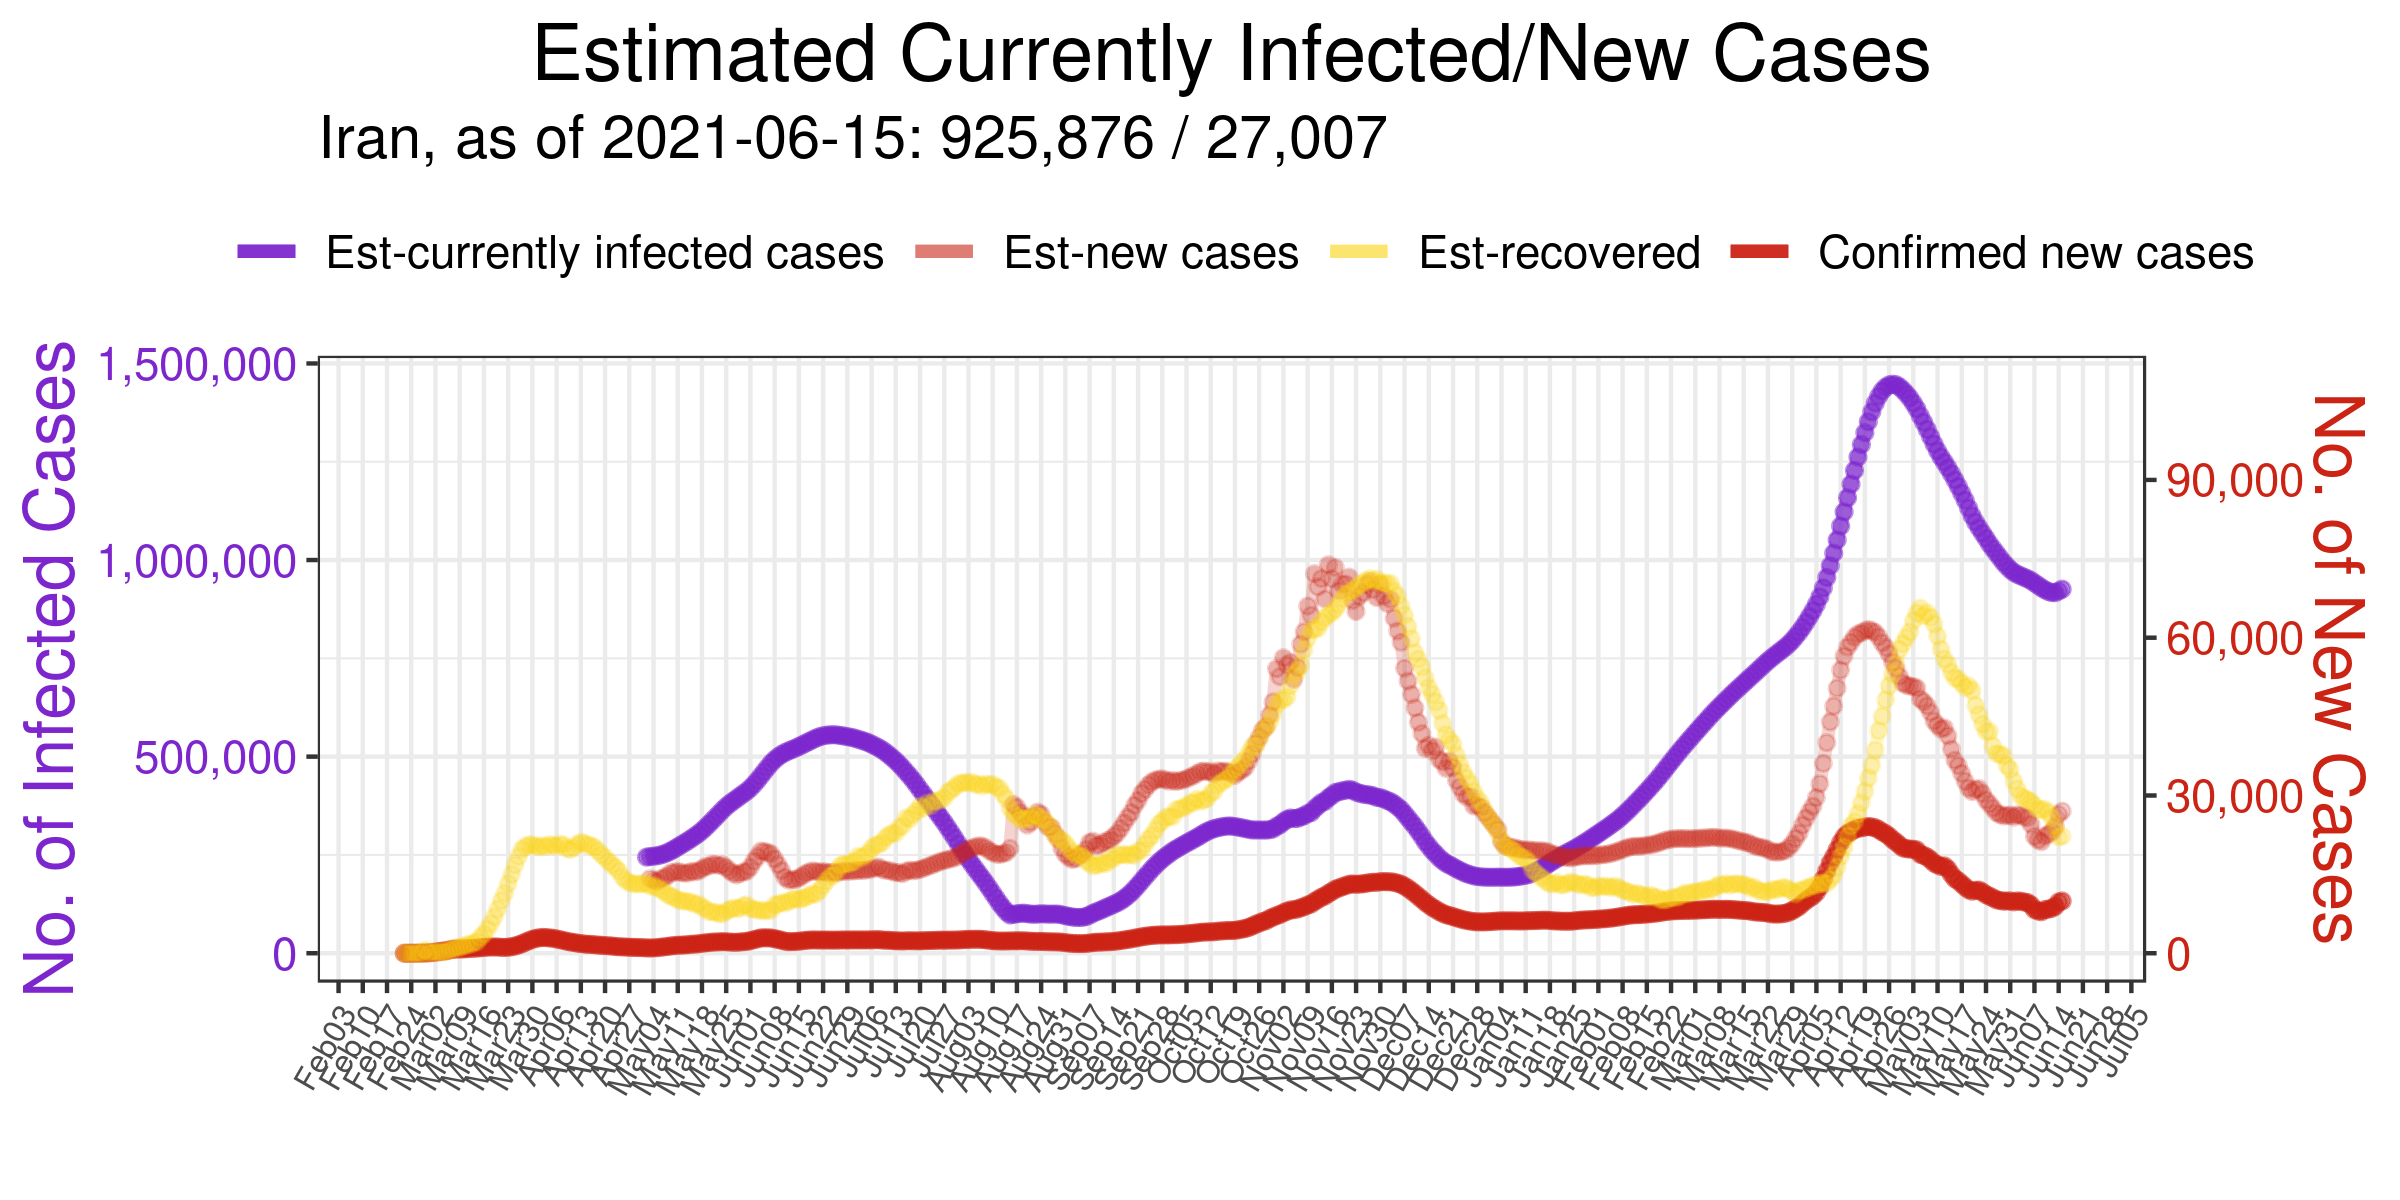 Estimated Currently Infected/New Cases
Iran, as of 2021-06-15: 925,876 / 27,007
Est-currently infected cases Est-new cases Est-recovered Confirmed new cases
No. of Infected Cases
1,500,000
1,000,000
500,000
0
90,000
60,000
30,000
0
No. of New Cases
Feb03
Feb10
Feb17
Feb24
Mar02
Mar09
Mar16
Mar23
Mar30
Apr06
Apr13
Apr20
Apr27
May04
May11
May18
May25
Jun01
Jun08
Jun15
Jun22
Jun29
Jul06
Jul13
Jul20
Jul27
Aug03
Aug10
Aug17
Aug24
Aug31
Sep07
Sep14
Sep21
Sep28
Oct05
Oct12
Oct19
Oct26
Nov02
Nov09
Nov16
Nov23
Nov30
Dec07
Dec14
Dec21
Dec28
Jan04
Jan11
Jan18
Jan25
Feb01
Feb08
Feb15
Feb22
Mar01
Mar08
Mar15
Mar22
Mar29
Apr05
Apr12
Apr19
Apr26
May03
May10
May17
May24
May31
Jun07
Jun14
Jun21
Jun28
Jul05